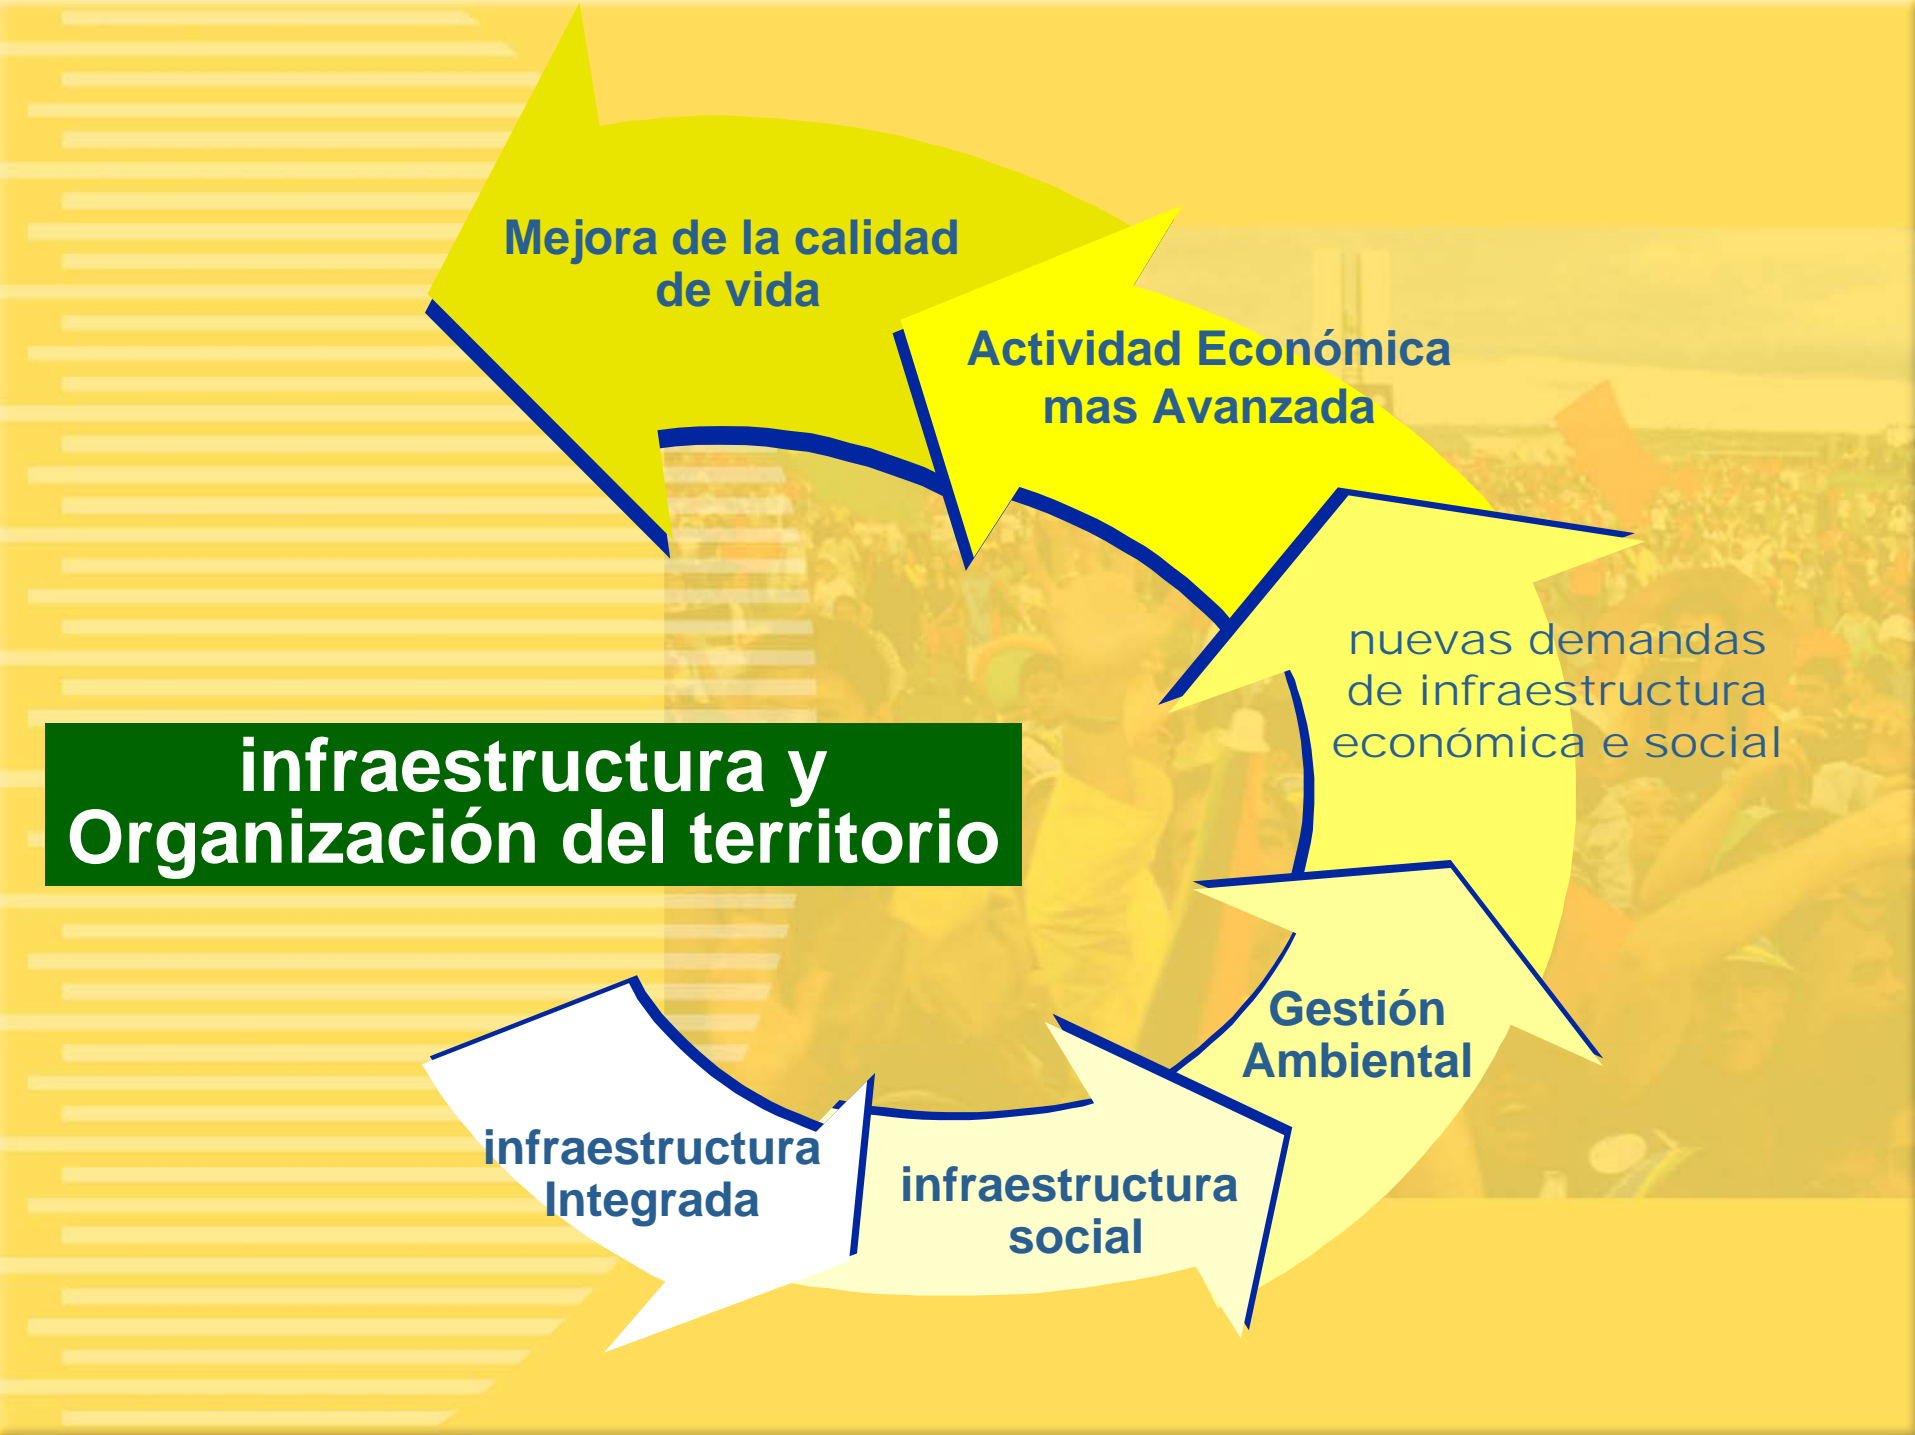 Mejora de la calidad
de vida
Actividad Económica
mas Avanzada
nuevas demandas
de infraestructura
económica e social
infraestructura y
Organización del territorio
Gestión
Ambiental
infraestructura
Integrada
infraestructura
social